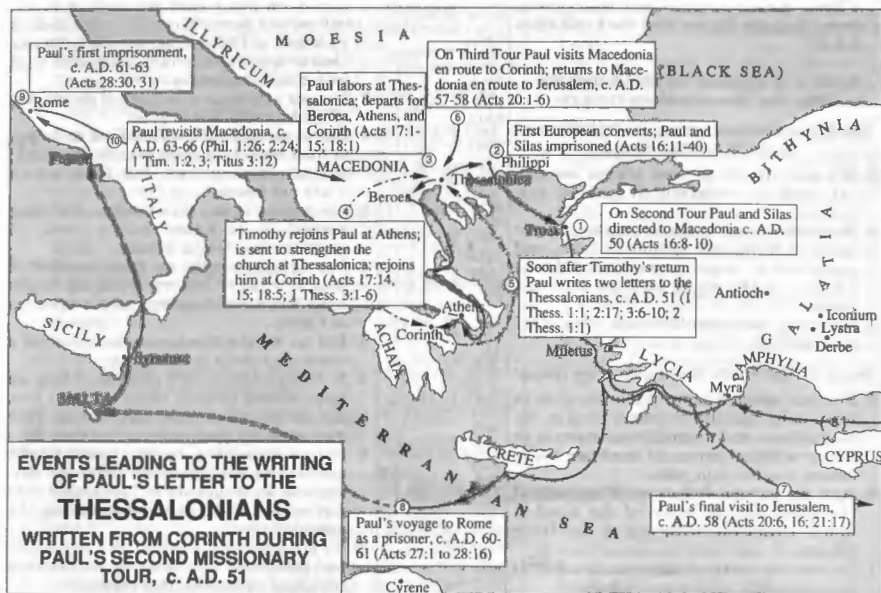 ILLYRICUM
MOESIA
(BLACK SEA)
BITHYNIA
Paul's first imprisonment,
c. A.D. 61-63
(Acts 28:30, 31)
9
Rome
10
Paul revisits Macedonia, c.
A.D. 63-66 (Phil. 1:26; 2:24;
1 Tim. 1:2, 3; Titus 3:12)
ITALY
Paul labors at Thes-
salonica; departs for
Beroea, Athens, and
Corinth (Acts 17:1-
15; 18:1)
3
MACEDONIA
On Third Tour Paul visits Macedonia
en route to Corinth; returns to Mace-
donia en route to Jerusalem, c. A.D.
57-58 (Acts 20:1-6)
6
2
Philippi
First European converts; Paul and
Silas imprisoned (Acts 16:11-40)
Thessalonica
Beroea
4
Timothy rejoins Paul at Athens;
is sent to strengthen the
church at Thessalonica; rejoins
him at Corinth (Acts 17:14,
15; 18:5; 1 Thess. 3:1-6)
Troas
1
On Second Tour Paul and Silas
directed to Macedonia c. A.D.
50 (Acts 16:8-10)
5
Soon after Timothy's return
Paul writes two letters to the
Thessalonians, c. A.D. 51 (1
Thess. 1:1; 2:17; 3:6-10; 2
Thess. 1:1)
Antioch
Iconium
Lystra
Derbe
GALATIA
Athens
Corinth
ACHAIA
SICILY
Syracuse
MALTA
MEDITERRANEAN SEA
Miletus
LYCIA
PAMPHYLIA
Myra
CRETE
CYPRUS
7
Paul's final visit to Jerusalem,
c. A.D. 58 (Acts 20:6, 16; 21:17)
8
Paul's voyage to Rome
as a prisoner, c. A.D. 60-
61 (Acts 27:1 to 28:16)
Cyrene
EVENTS LEADING TO THE WRITING
OF PAUL'S LETTER TO THE
THESSALONIANS
WRITTEN FROM CORINTH DURING
PAUL'S SECOND MISSIONARY
TOUR, c. A.D. 51